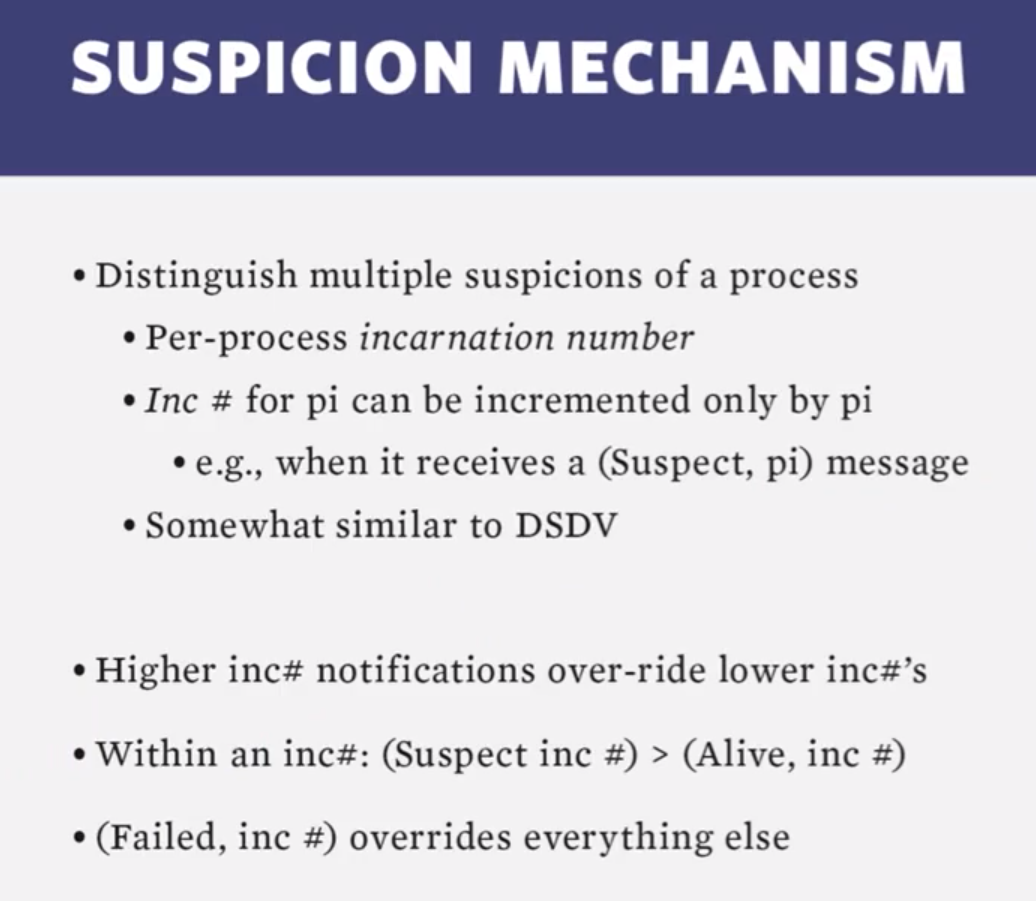 SUSPICION MECHANISM
• Distinguish multiple suspicions of a process
• Per-process incarnation number
• Inc # for pi can be incremented only by pi
• e.g., when it receives a (Suspect, pi) message
• Somewhat similar to DSDV
• Higher inc# notifications over-ride lower inc#’s
• Within an inc#: (Suspect inc #) > (Alive, inc #)
• (Failed, inc #) overrides everything else